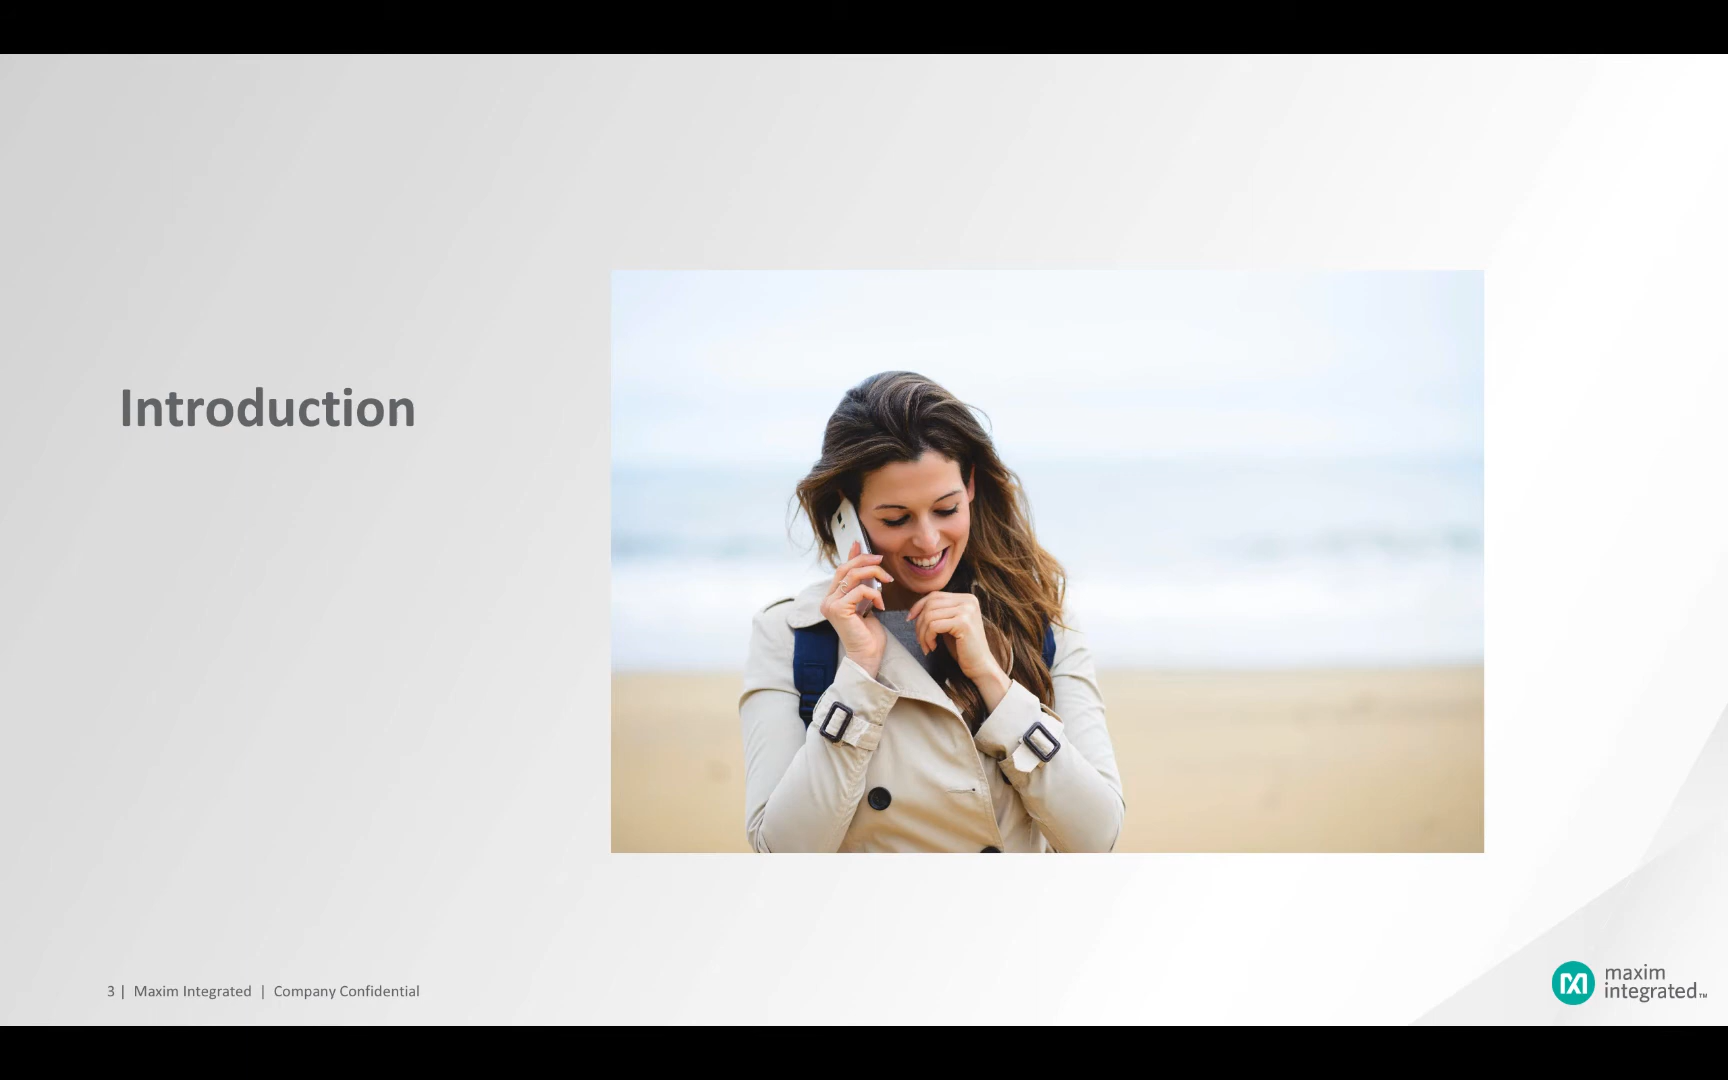 Introduction
3 | Maxim Integrated | Company Confidential
maxim
integrated™